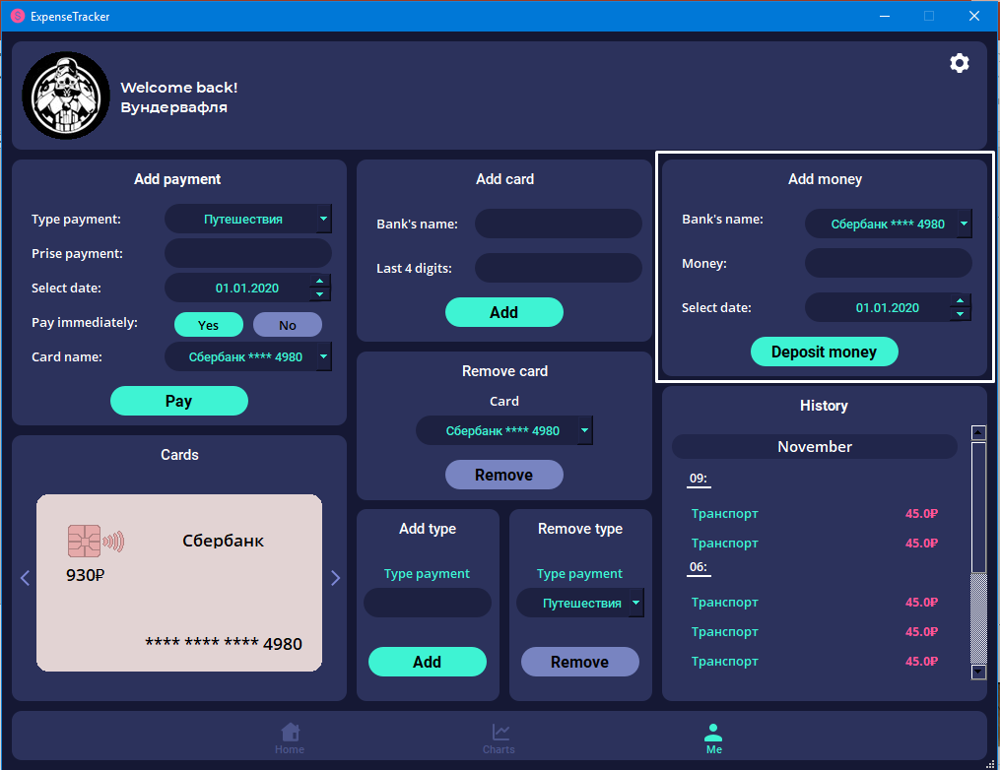 ExpenseTracker
Welcome back!
Вундервафля
Add payment
Type payment:
Путешествия
Prise payment:
Select date:
01.01.2020
Pay immediately:
Yes
No
Card name:
Сбербанк **** 4980
Pay
Cards
Сбербанк
930₽
**** **** **** 4980
Add card
Bank's name:
Last 4 digits:
Add
Remove card
Card
Сбербанк **** 4980
Remove
Add type
Type payment
Add
Remove type
Type payment
Путешествия
Remove
Add money
Bank's name:
Сбербанк **** 4980
Money:
Select date:
01.01.2020
Deposit money
History
November
09:
Транспорт 45.0₽
Транспорт 45.0₽
06:
Транспорт 45.0₽
Транспорт 45.0₽
Транспорт 45.0₽
Home
Charts
Me